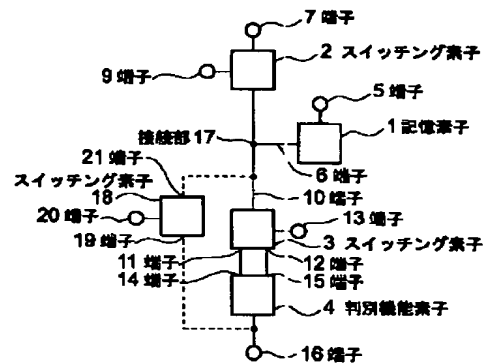 7 端子
2 スイッチング素子
9 端子
5 端子
接続部 17
1 記憶素子
21 端子
6 端子
スイッチング素子
18
10 端子
20 端子
13 端子
19 端子
3 スイッチング素子
11 端子
12 端子
14 端子
15 端子
4 判別機能素子
16 端子